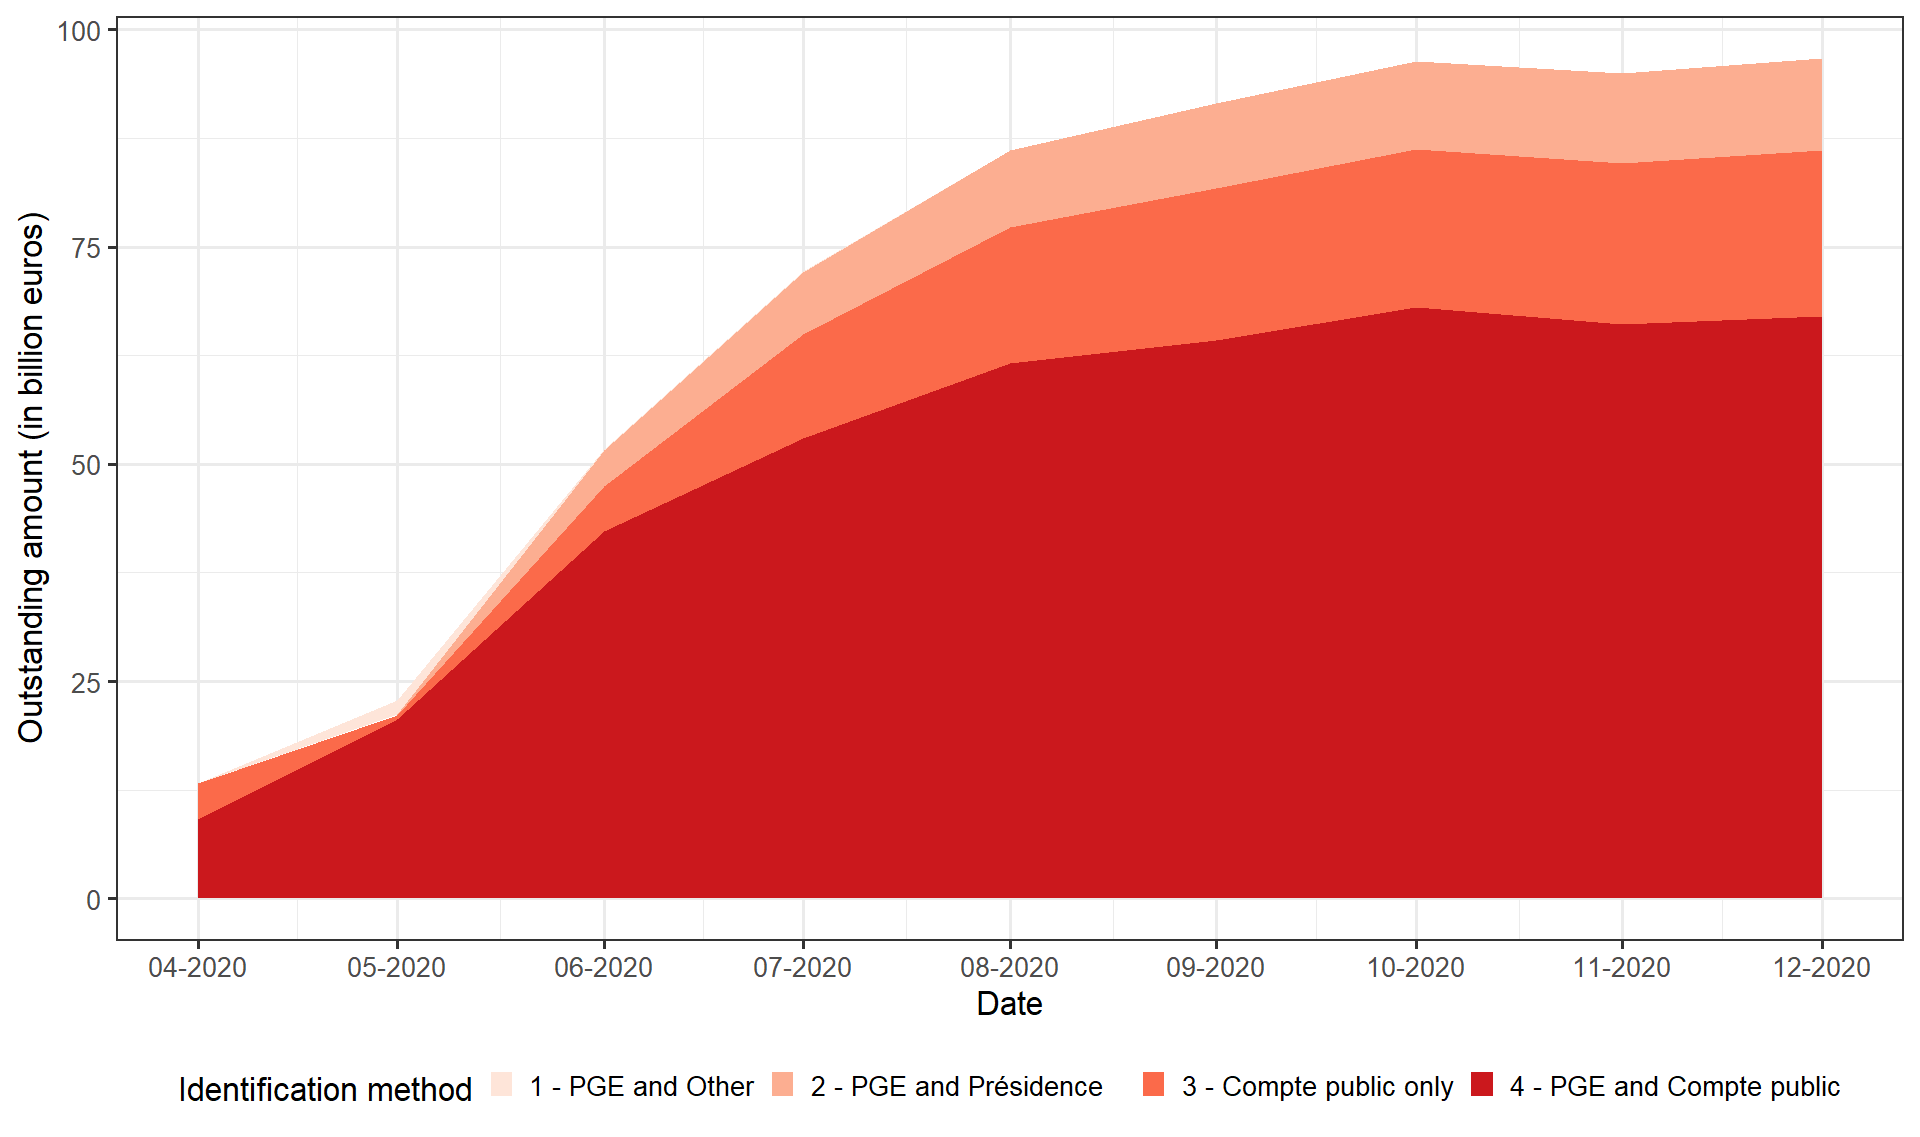 Outstanding amount (in billion euros)
100
75
50
25
0
04-2020 05-2020 06-2020 07-2020 08-2020 09-2020 10-2020 11-2020 12-2020
Date
Identification method 1 - PGE and Other 2 - PGE and Présidence 3 - Compte public only 4 - PGE and Compte public